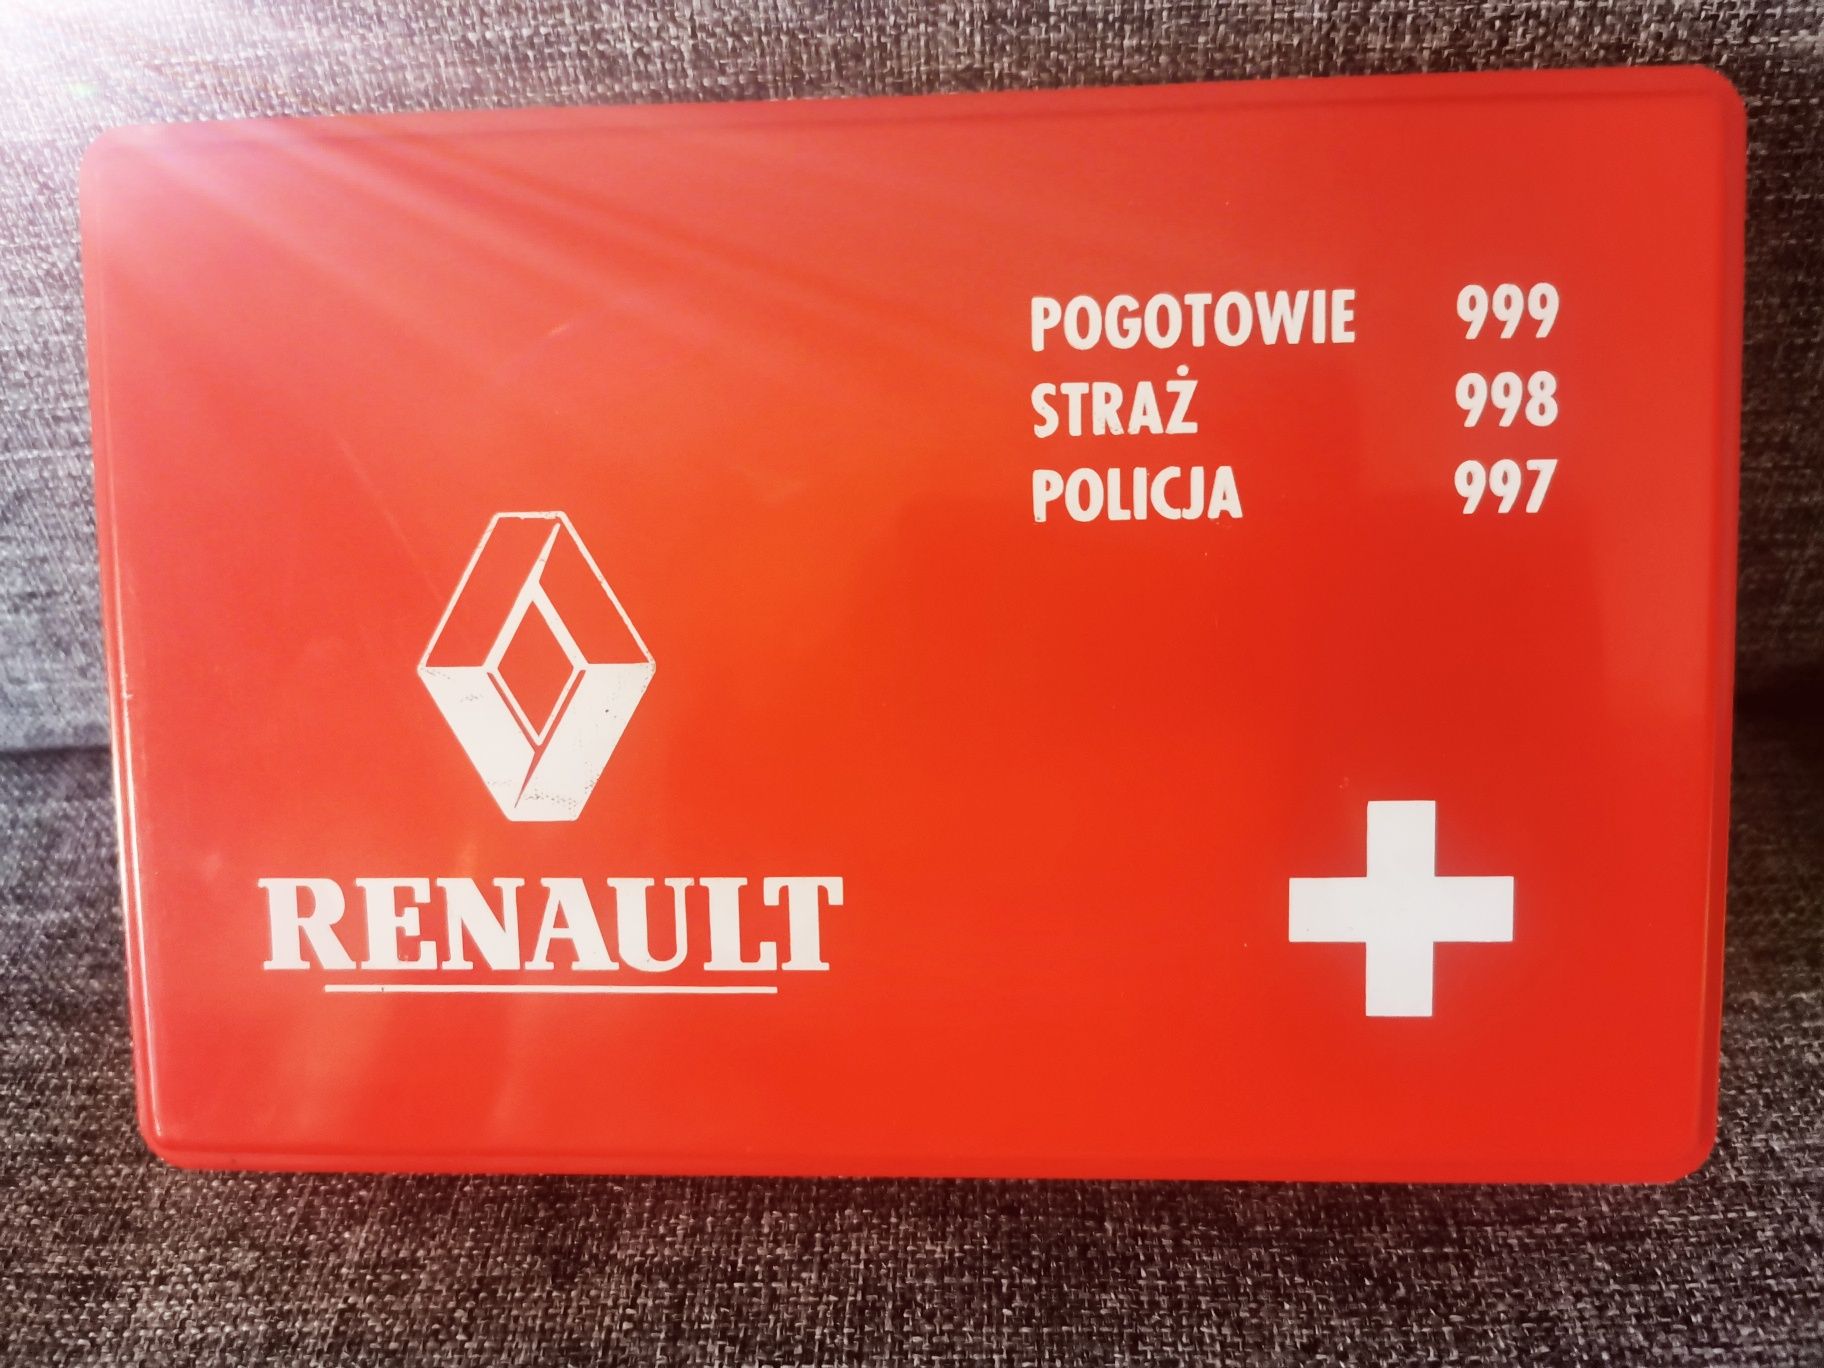 POGOTOWIE 999
STRAŻ 998
POLICJA 997
RENAULT